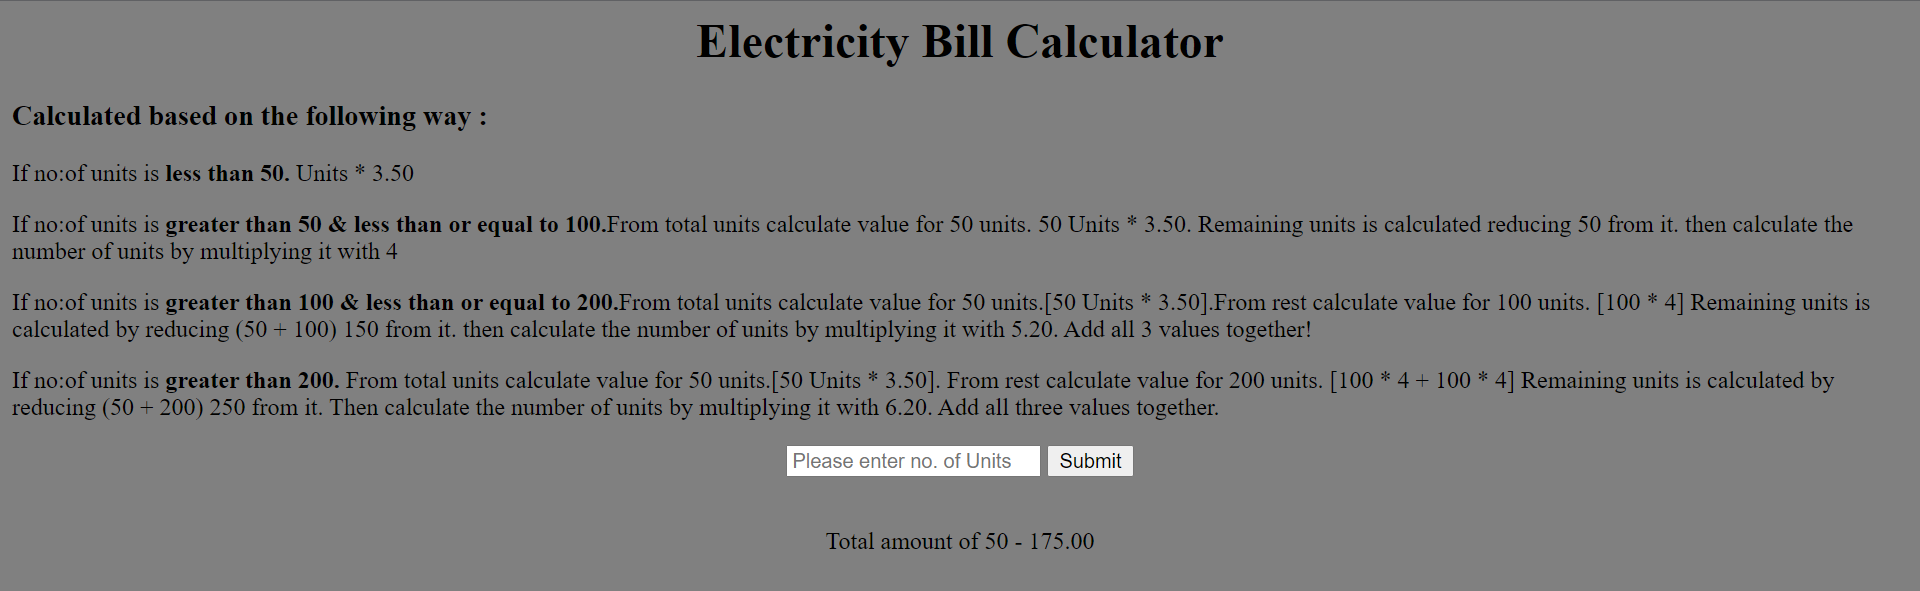 Electricity Bill Calculator
Calculated based on the following way :
If no:of units is less than 50. Units * 3.50
If no:of units is greater than 50 & less than or equal to 100.From total units calculate value for 50 units. 50 Units * 3.50. Remaining units is calculated reducing 50 from it. then calculate the
number of units by multiplying it with 4
If no:of units is greater than 100 & less than or equal to 200.From total units calculate value for 50 units.[50 Units * 3.50].From rest calculate value for 100 units. [100 * 4] Remaining units is
calculated by reducing (50 + 100) 150 from it. then calculate the number of units by multiplying it with 5.20. Add all 3 values together!
If no:of units is greater than 200. From total units calculate value for 50 units.[50 Units * 3.50]. From rest calculate value for 200 units. [100 * 4 + 100 * 4] Remaining units is calculated by
reducing (50 + 200) 250 from it. Then calculate the number of units by multiplying it with 6.20. Add all three values together.
Please enter no. of Units Submit
Total amount of 50 - 175.00